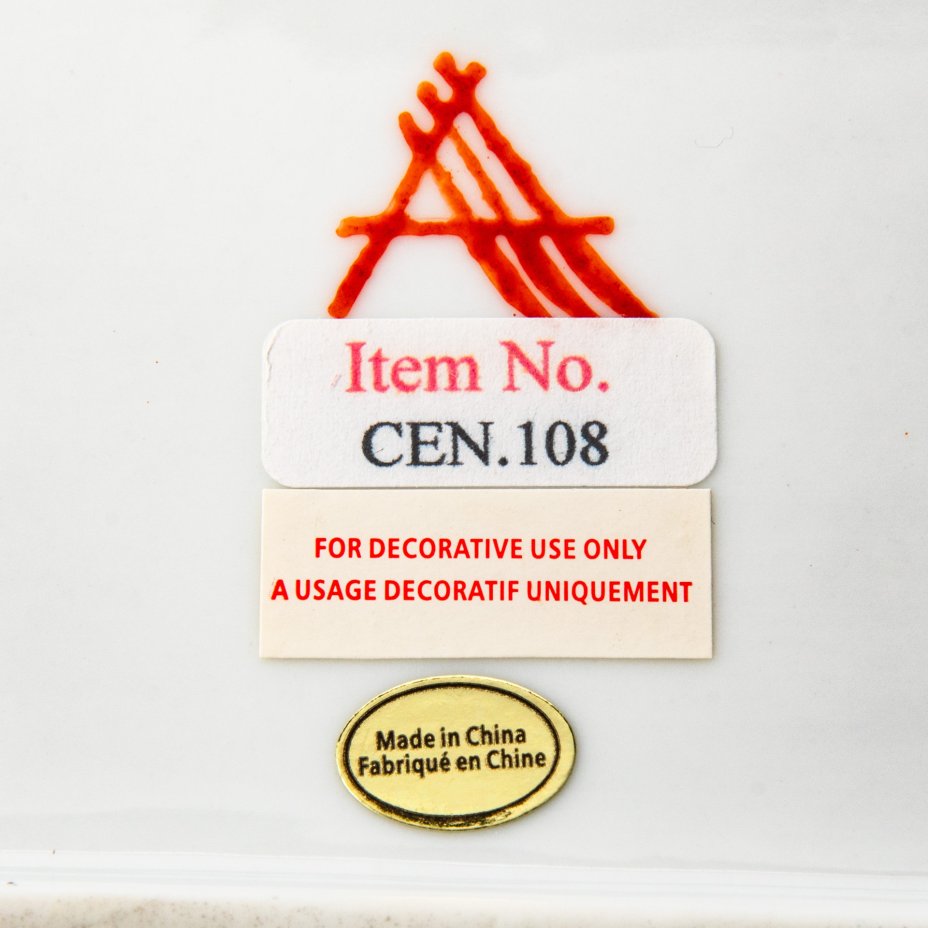 Item No.
CEN.108
FOR DECORATIVE USE ONLY
A USAGE DECORATIF UNIQUEMENT
Made in China
Fabriqué en Chine